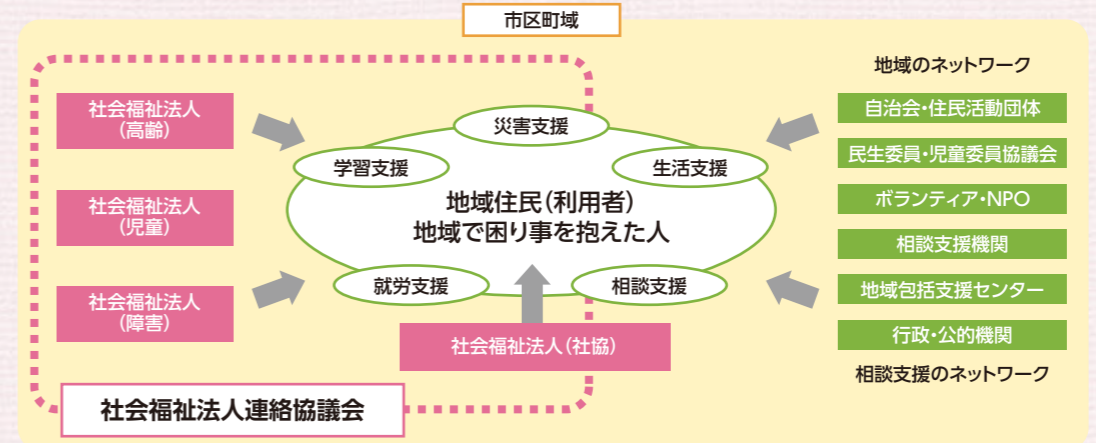 市区町域
社会福祉法人
(高齢)
社会福祉法人
(児童)
社会福祉法人
(障害)
災害支援
学習支援
生活支援
地域住民(利用者)
地域で困り事を抱えた人
就労支援
相談支援
社会福祉法人(社協)
社会福祉法人連絡協議会
地域のネットワーク
自治会・住民活動団体
民生委員・児童委員協議会
ボランティア・NPO
相談支援機関
地域包括支援センター
行政・公的機関
相談支援のネットワーク